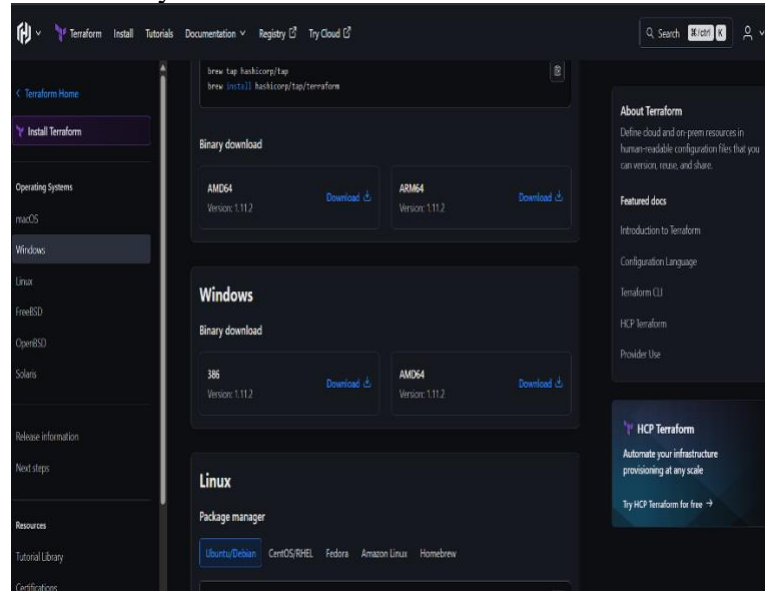 Terraform Install Tutorials Documentation Registry Try Cloud Search ⌘/ctrl K
< Terraform Home
Install Terraform
Operating Systems
macOS
Windows
Linux
FreeBSD
OpenBSD
Solaris
Release information
Next steps
Resources
Tutorial Library
Certifications
brew tap hashicorp/tap
brew install hashicorp/tap/terraform
Binary download
AMD64
Version: 1.11.2
Download
ARM64
Version: 1.11.2
Download
Windows
Binary download
386
Version: 1.11.2
Download
AMD64
Version: 1.11.2
Download
Linux
Package manager
Ubuntu/Debian CentOS/RHEL Fedora Amazon Linux Homebrew
About Terraform
Define cloud and on-prem resources in
human-readable configuration files that you
can version, reuse, and share.
Featured docs
Introduction to Terraform
Configuration Language
Terraform CLI
HCP Terraform
Provider Use
HCP Terraform
Automate your infrastructure
provisioning at any scale
Try HCP Terraform for free →